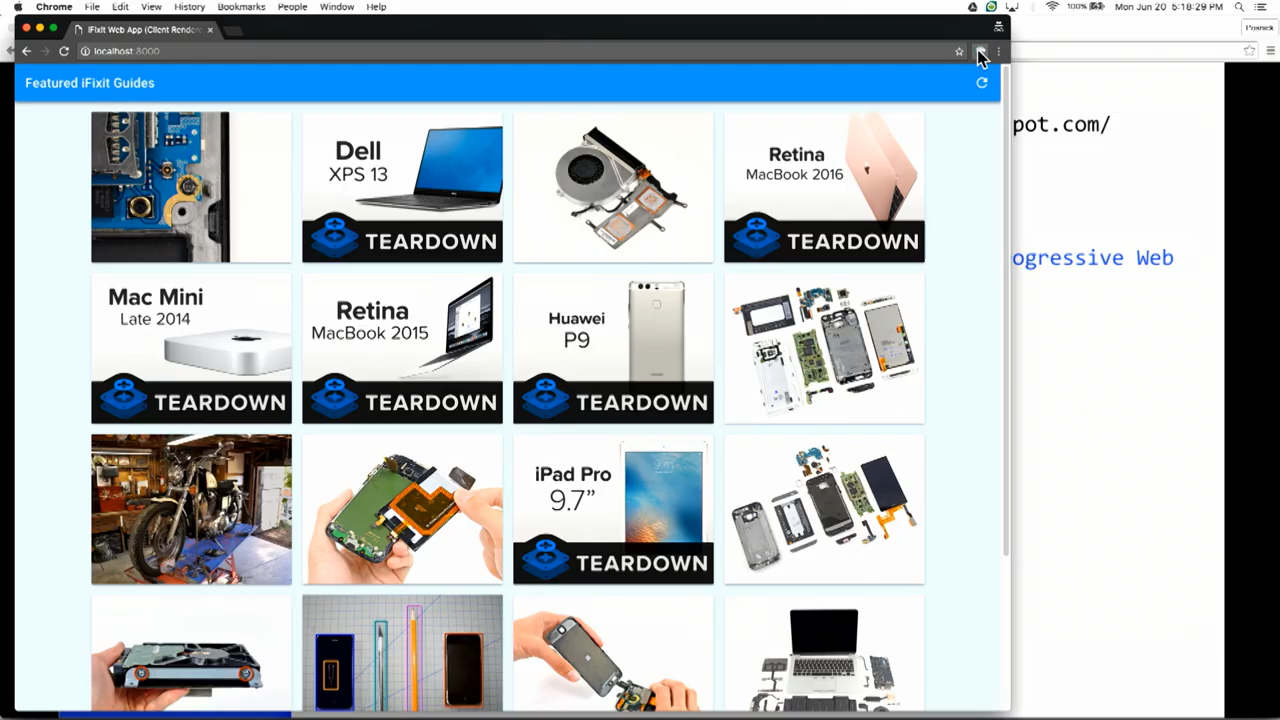 Chrome File Edit View History Bookmarks People Window Help 100% Mon Jun 20 5:18:29 PM
iFixit Web App (Client Rendere
Posnick
localhost:8000
Featured iFixit Guides
pot.com/
Dell
XPS 13
TEARDOWN
Retina
MacBook 2016
TEARDOWN
ogressive Web
Mac Mini
Late 2014
TEARDOWN
Retina
MacBook 2015
TEARDOWN
Huawei
P9
TEARDOWN
iPad Pro
9.7”
TEARDOWN